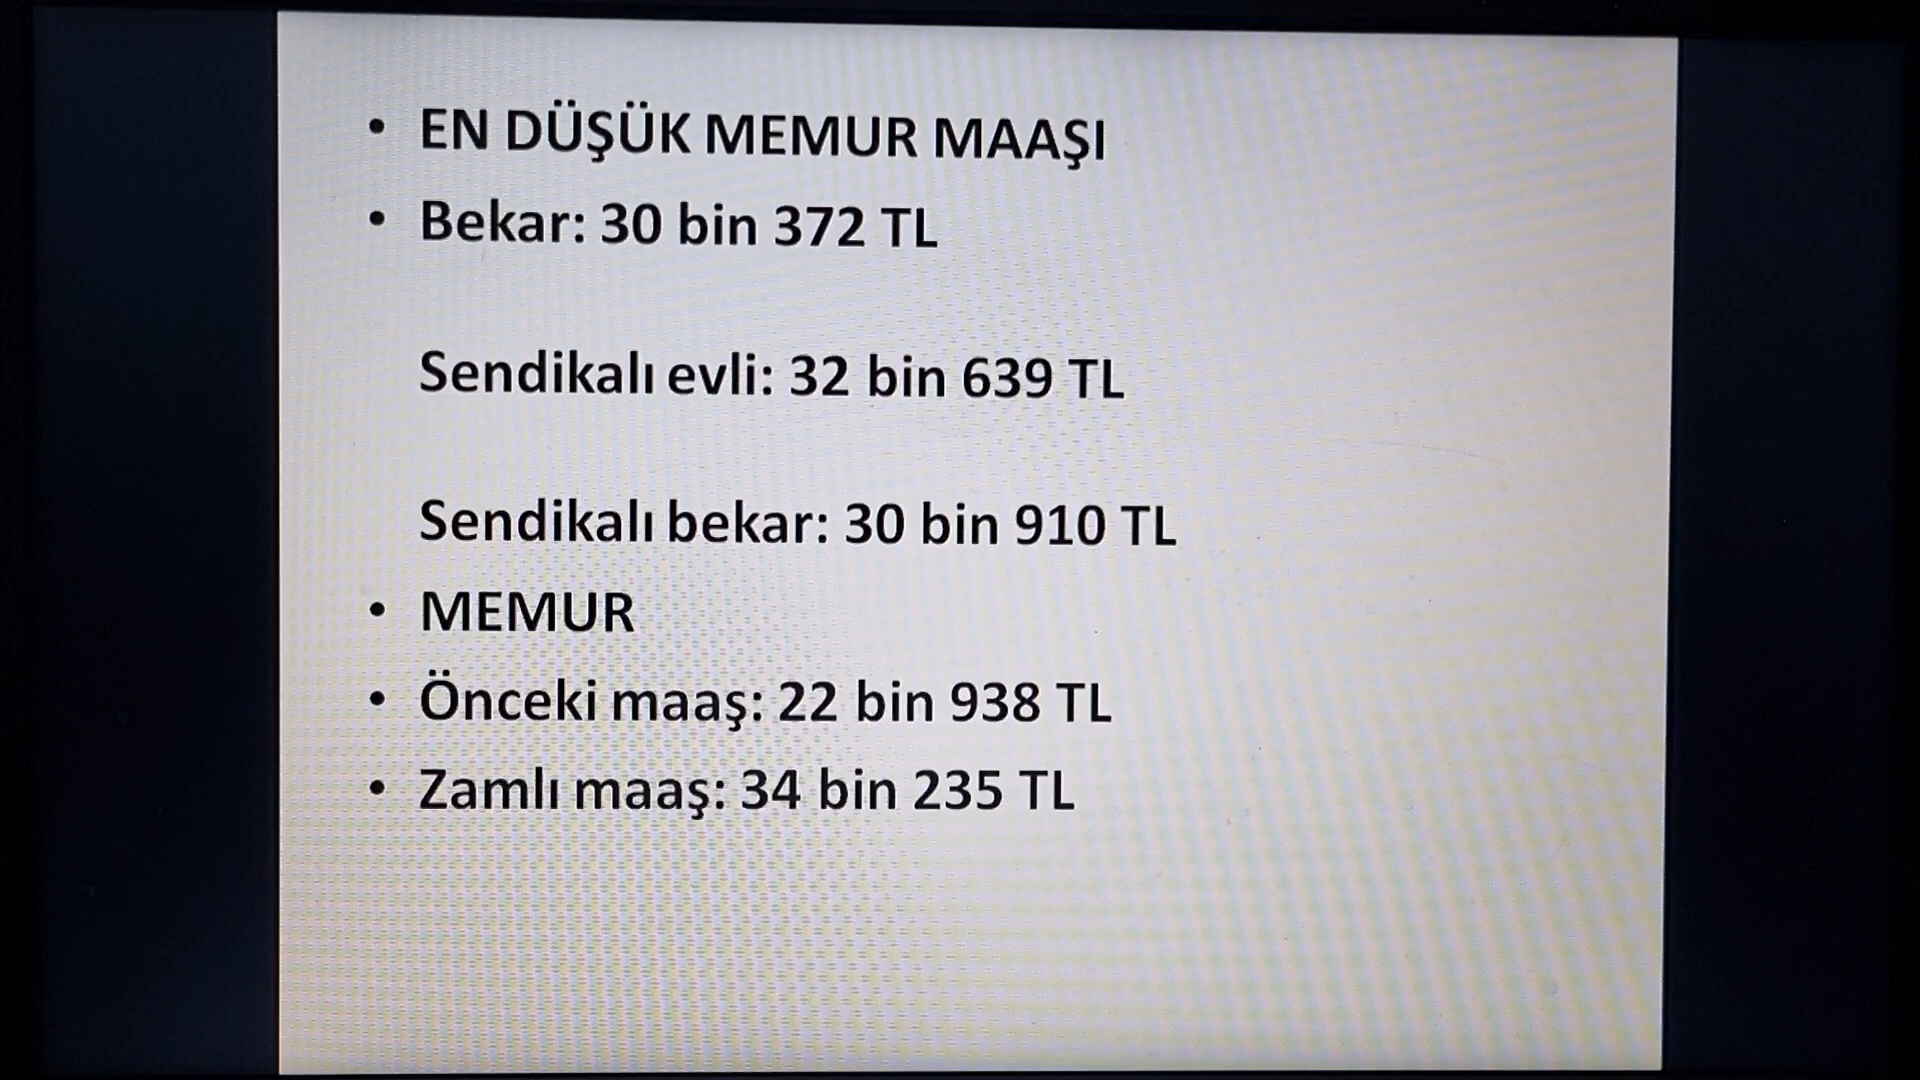 • EN DÜŞÜK MEMUR MAAŞI
• Bekar: 30 bin 372 TL
Sendikalı evli: 32 bin 639 TL
Sendikalı bekar: 30 bin 910 TL
• MEMUR
• Önceki maaş: 22 bin 938 TL
• Zamlı maaş: 34 bin 235 TL